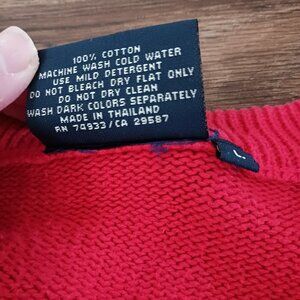 100% COTTON
MACHINE WASH COLD WATER
USE MILD DETERGENT
DO NOT BLEACH DRY FLAT ONLY
DO NOT DRY CLEAN
WASH DARK COLORS SEPARATELY
MADE IN THAILAND
RN 74933/CA 29587
L